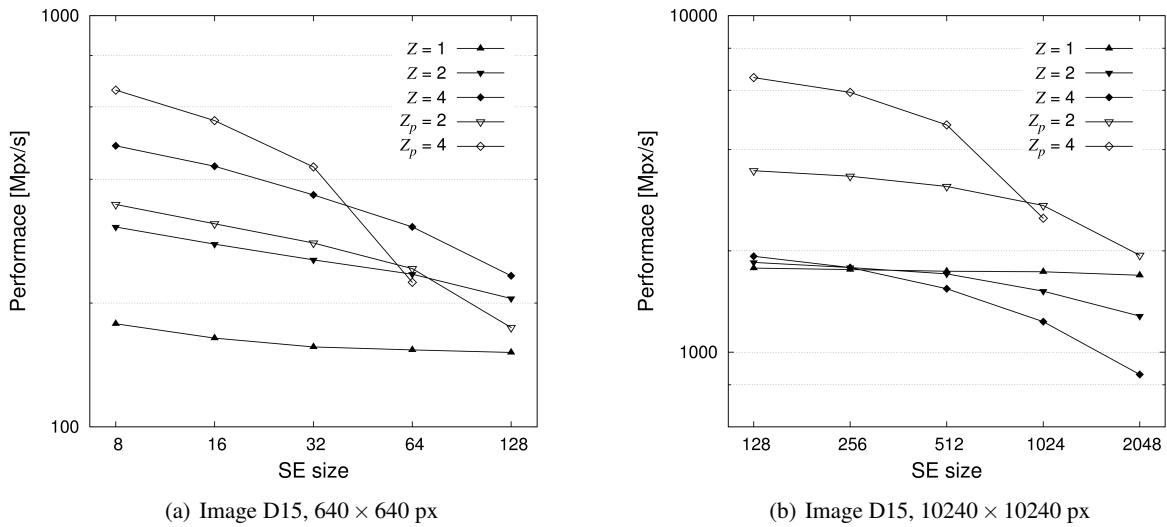 1000
100
Performace [Mpx/s]
8 16 32 64 128
SE size
Z = 1
Z = 2
Z = 4
Zp = 2
Zp = 4
(a) Image D15, 640 × 640 px
10000
1000
Performace [Mpx/s]
128 256 512 1024 2048
SE size
Z = 1
Z = 2
Z = 4
Zp = 2
Zp = 4
(b) Image D15, 10240 × 10240 px